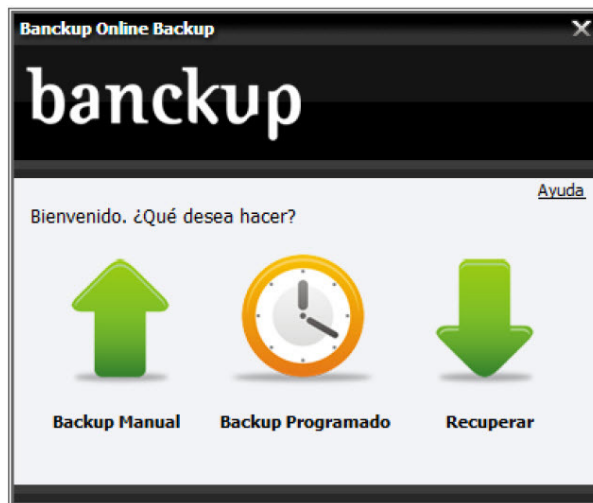 Banckup Online Backup
banckup
Ayuda
Bienvenido. ¿Qué desea hacer?
Backup Manual
Backup Programado
Recuperar